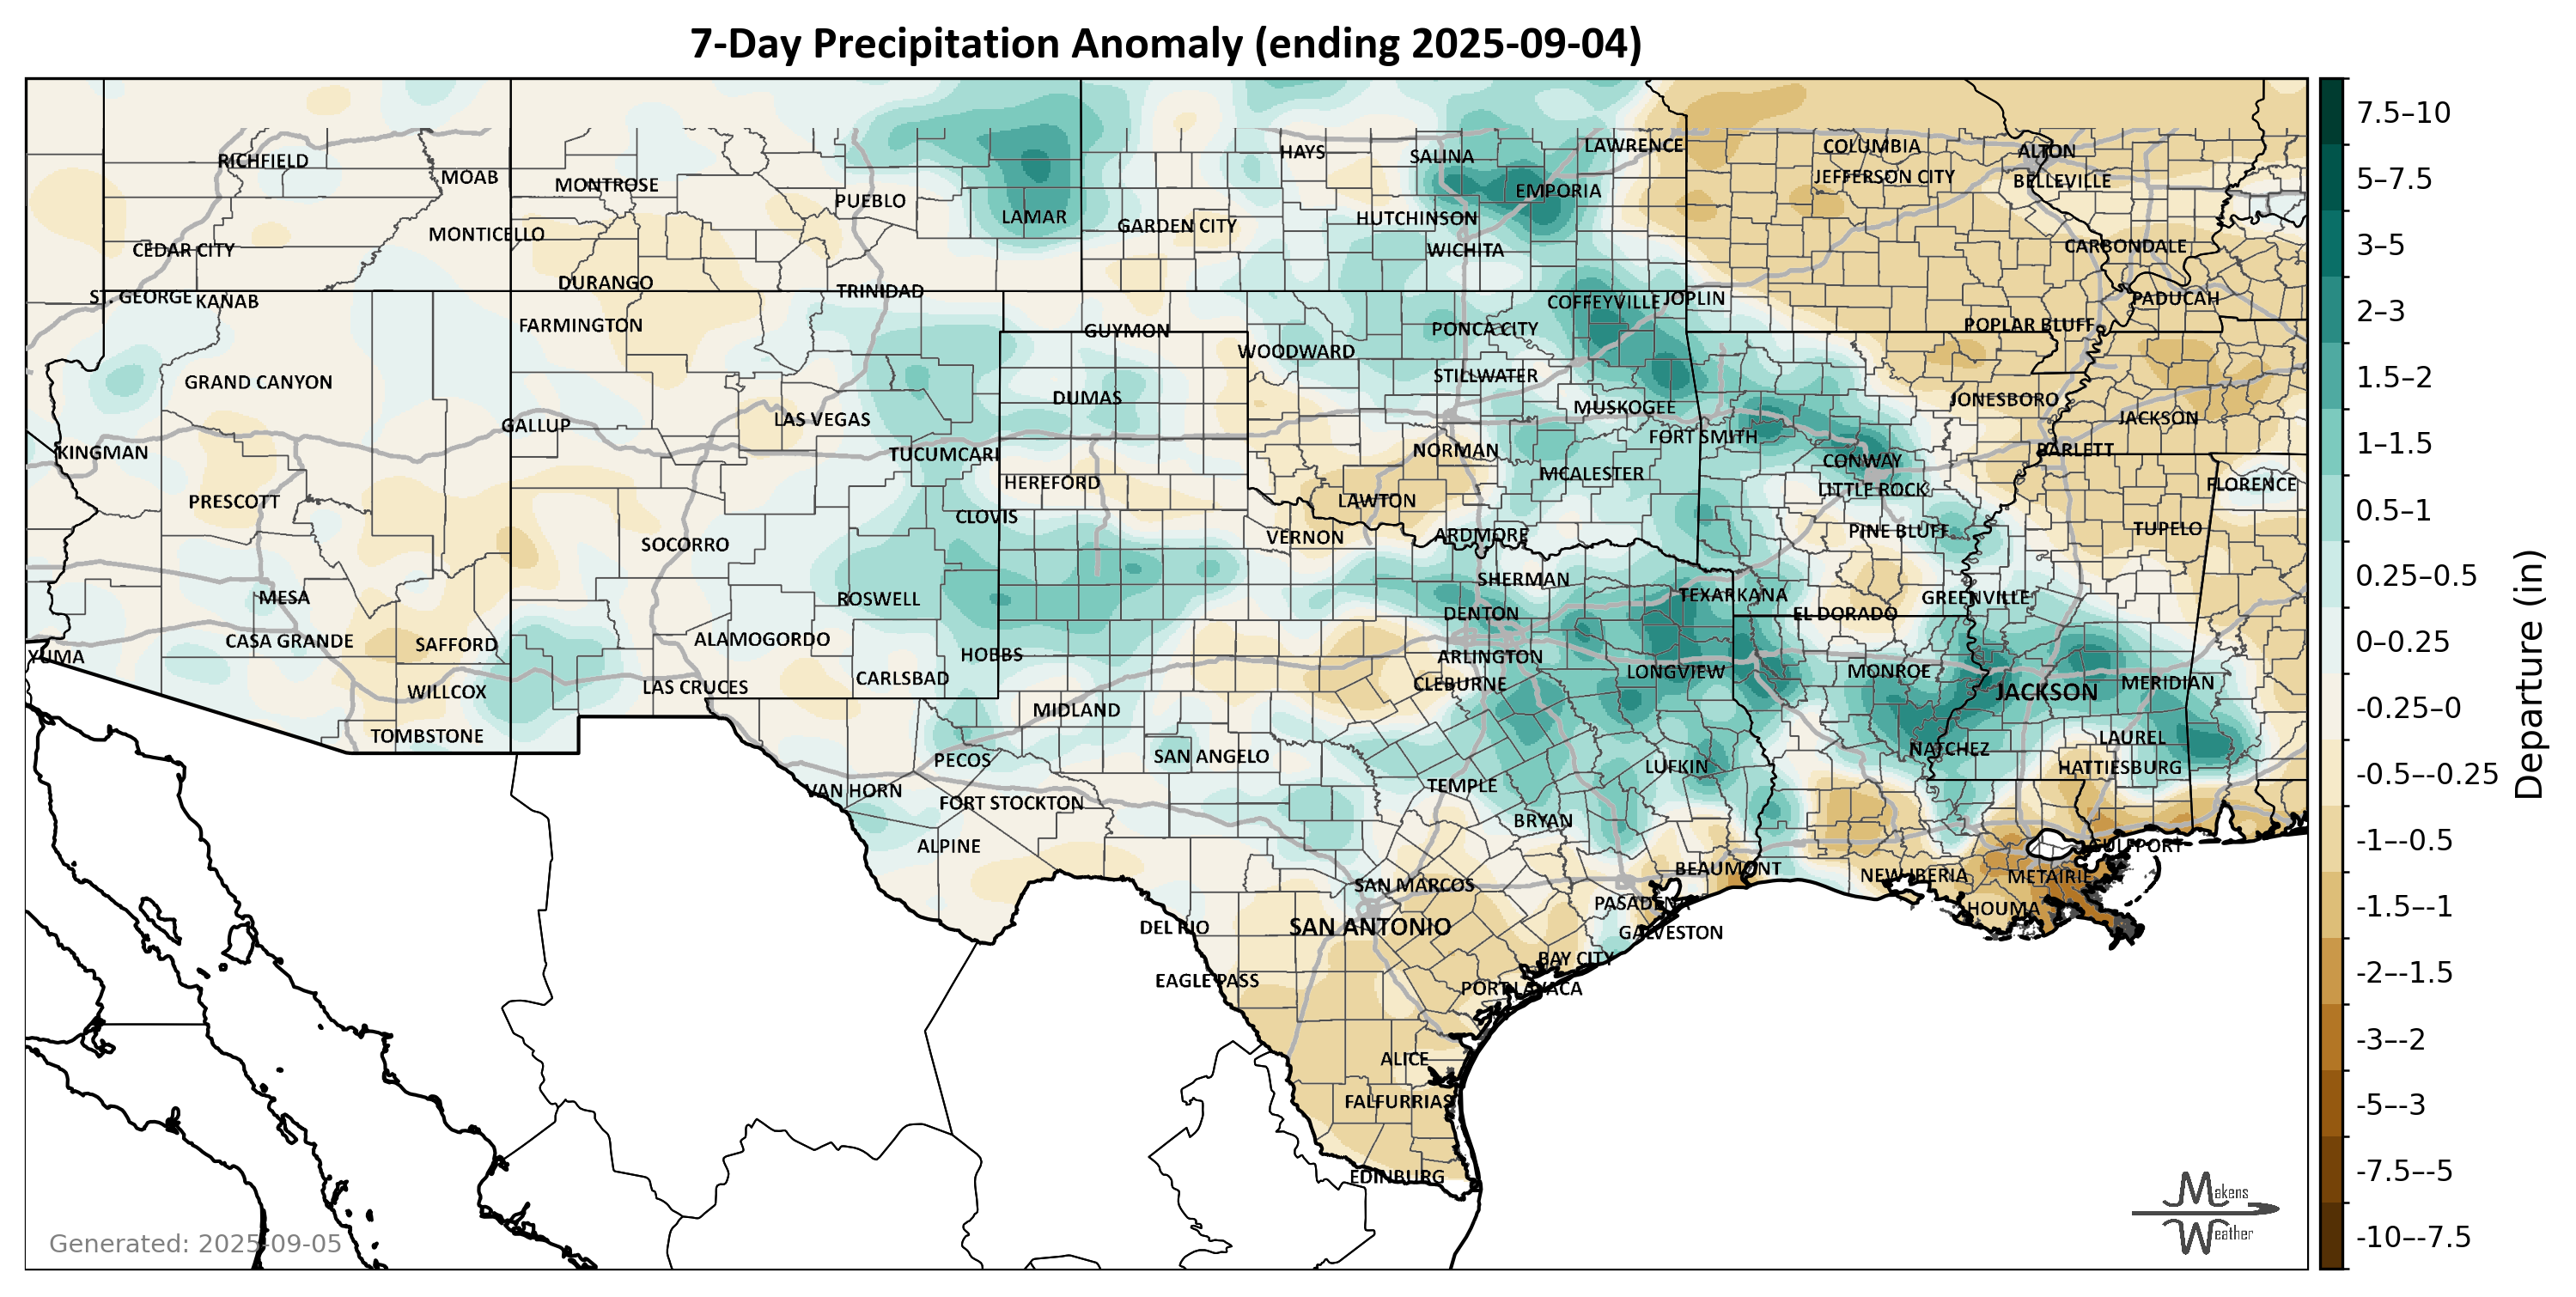 7-Day Precipitation Anomaly (ending 2025-09-04)
RICHFIELD
MOAB
MONTROSE
PUEBLO
LAMAR
HAYS
SALINA
LAWRENCE
EMPORIA
COLUMBIA
JEFFERSON CITY
ALTON
BELLEVILLE
CEDAR CITY
MONTICELLO
GARDEN CITY
HUTCHINSON
WICHITA
CARBONDALE
ST. GEORGE
KANAB
DURANGO
TRINIDAD
COFFEYVILLE
JOPLIN
PADUCAH
FARMINGTON
GUYMON
PONCA CITY
POPLAR BLUFF
WOODWARD
GRAND CANYON
DUMAS
STILLWATER
MUSKOGEE
JONESBORO
JACKSON
GALLUP
LAS VEGAS
KINGMAN
TUCUMCARI
NORMAN
FORT SMITH
CONWAY
BARLETT
PRESCOTT
HEREFORD
LAWTON
MCALESTER
LITTLE ROCK
FLORENCE
SOCORRO
CLOVIS
VERNON
ARDMORE
PINE BLUFF
TUPELO
MESA
ROSWELL
SHERMAN
DENTON
TEXARKANA
EL DORADO
GREENVILLE
YUMA
CASA GRANDE
SAFFORD
ALAMOGORDO
HOBBS
ARLINGTON
WILLCOX
LAS CRUCES
CARLSBAD
CLEBURNE
LONGVIEW
MONROE
JACKSON
MERIDIAN
TOMBSTONE
MIDLAND
PECOS
SAN ANGELO
NATCHEZ
LAUREL
HATTIESBURG
VAN HORN
FORT STOCKTON
TEMPLE
LUFKIN
ALPINE
BRYAN
GULFPORT
SAN MARCOS
BEAUMONT
NEW IBERIA
METAIRIE
DEL RIO
SAN ANTONIO
PASADENA
GALVESTON
HOUMA
EAGLE PASS
BAY CITY
PORT LAVACA
ALICE
FALFURRIAS
EDINBURG
Generated: 2025-09-05
Makens
Weather
7.5–10
5–7.5
3–5
2–3
1.5–2
1–1.5
0.5–1
0.25–0.5
0–0.25
-0.25–0
-0.5–-0.25
-1–-0.5
-1.5–-1
-2–-1.5
-3–-2
-5–-3
-7.5–-5
-10–-7.5
Departure (in)